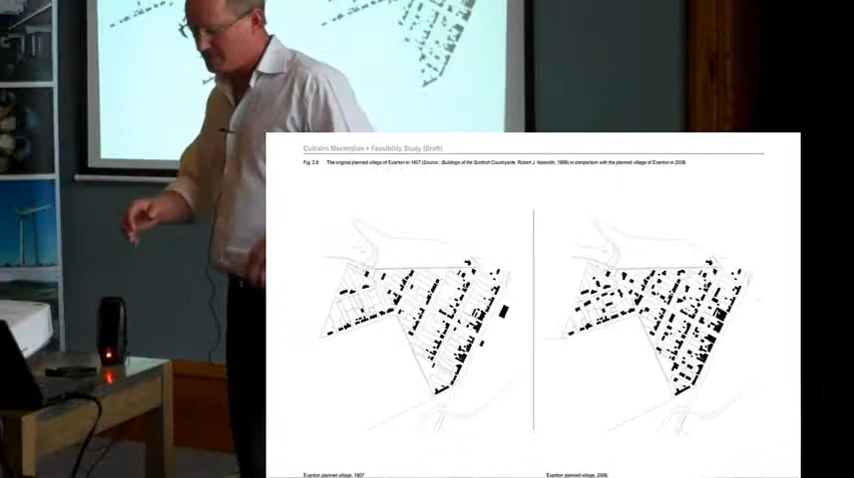 Culcairn Masterplan + Feasibility Study (Draft)
Fig. 2.8 The original planned village of Evanton in 1807 (Source: Buildings of the Scottish Countryside, Robert J. Naismith, 1989) in comparison with the planned village of Evanton in 2009
Evanton planned village, 1807
Evanton planned village, 2009.